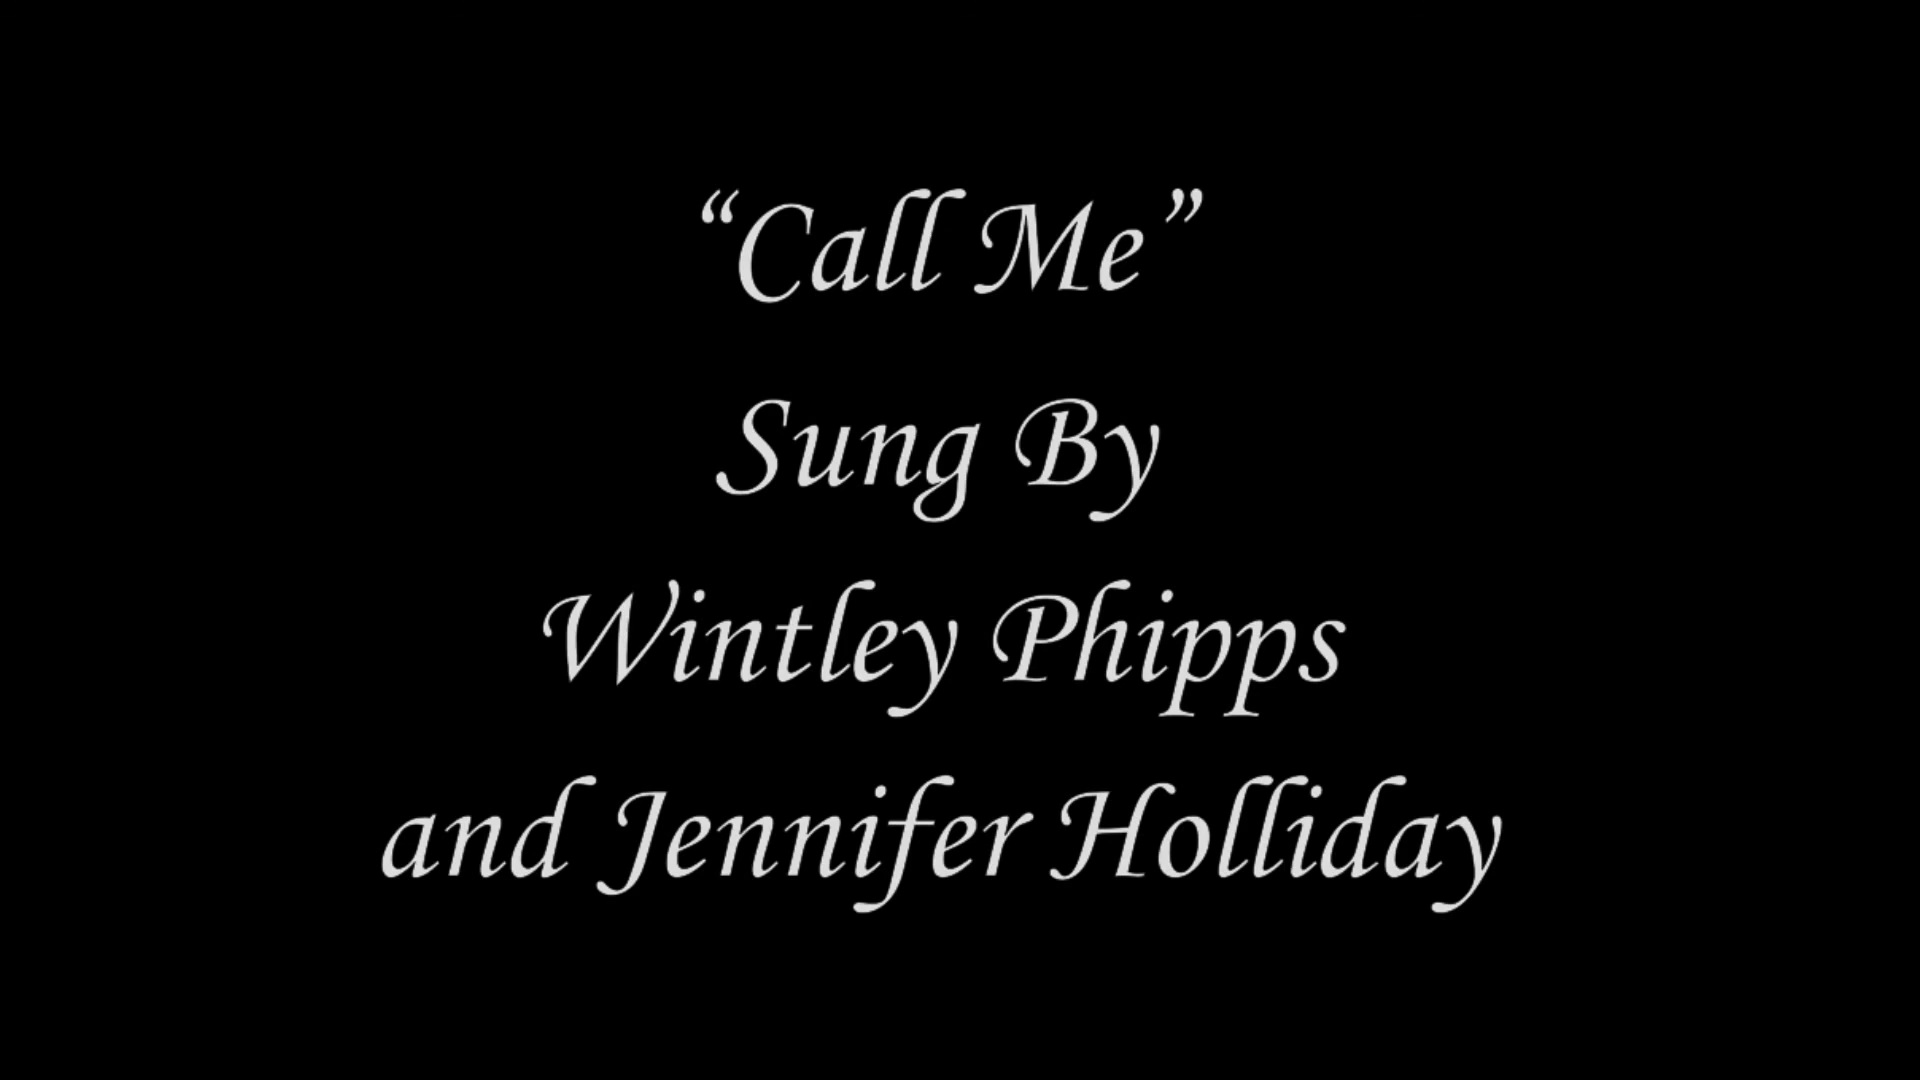 “Call Me”
Sung By
Wintley Phipps
and Jennifer Holliday